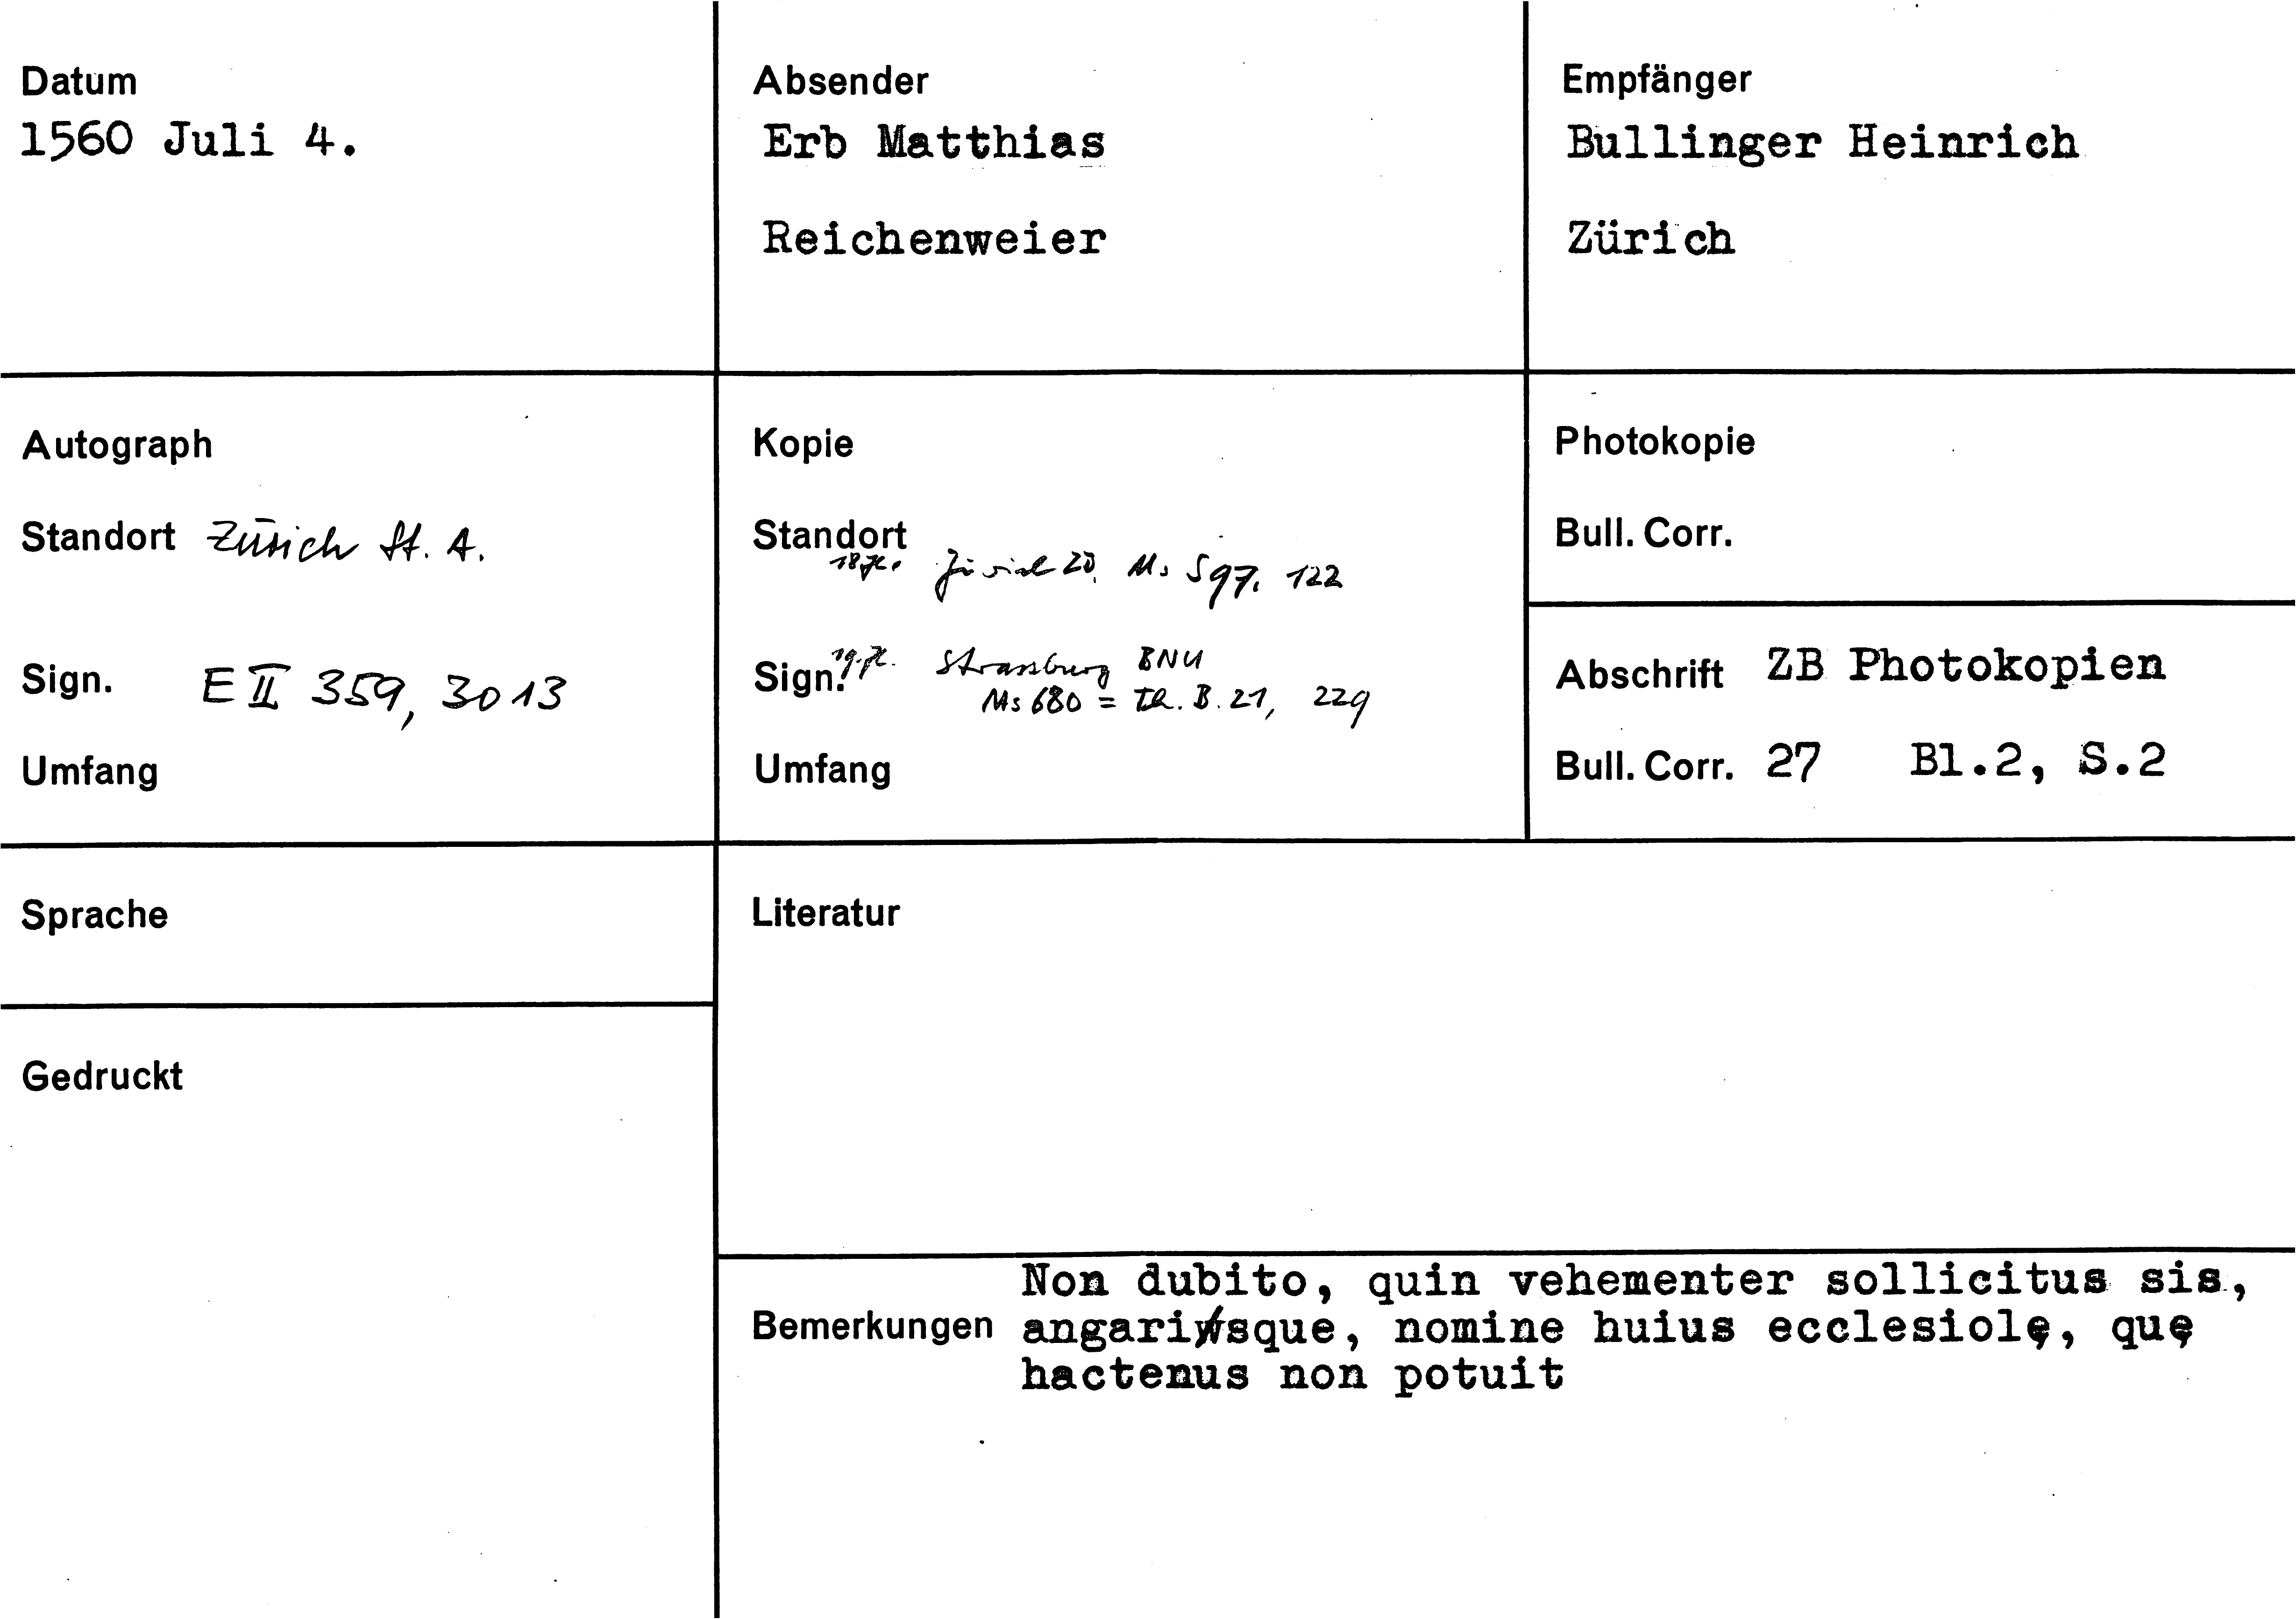 Datum
1560 Juli 4.
Absender
Erb Matthias
Reichenweier
Empfänger
Bullinger Heinrich
Zürich
Autograph
Standort Zürich St. A.
Sign. E II 359, 3013
Umfang
Kopie
Standort
18. Jh. Zürich ZB, Ms S 97, 122
Sign. 19. Jh. Strassburg BNU
Ms 680 = Th. B. 21, 229
Umfang
Photokopie
Bull. Corr.
Abschrift ZB Photokopien
Bull. Corr. 27 Bl.2, S.2
Sprache
Gedruckt
Literatur
Bemerkungen
Non dubito, quin vehementer sollicitus sis,
nomine huius ecclesiolę, quę
hactenus non potuit